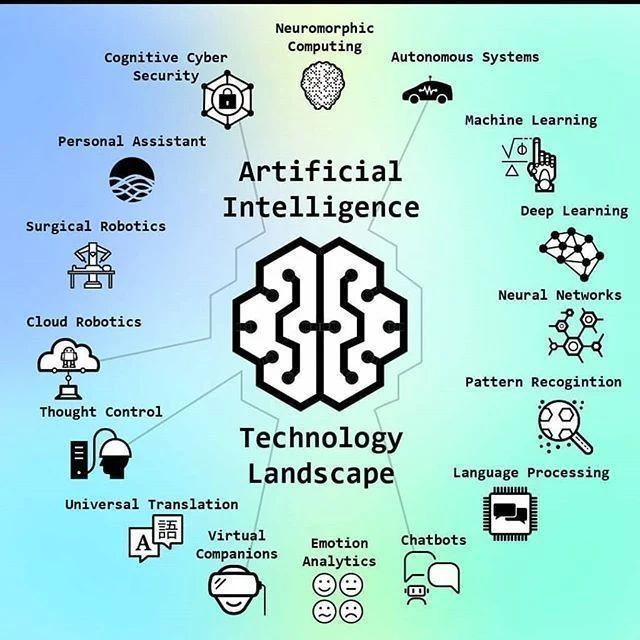 Neuromorphic
Computing
Cognitive Cyber
Security
Autonomous Systems
Machine Learning
Personal Assistant
Artificial
Intelligence
Deep Learning
Surgical Robotics
Neural Networks
Cloud Robotics
Pattern Recogintion
Thought Control
Technology
Landscape
Language Processing
Universal Translation
A 語
Virtual
Companions
Emotion
Analytics
Chatbots